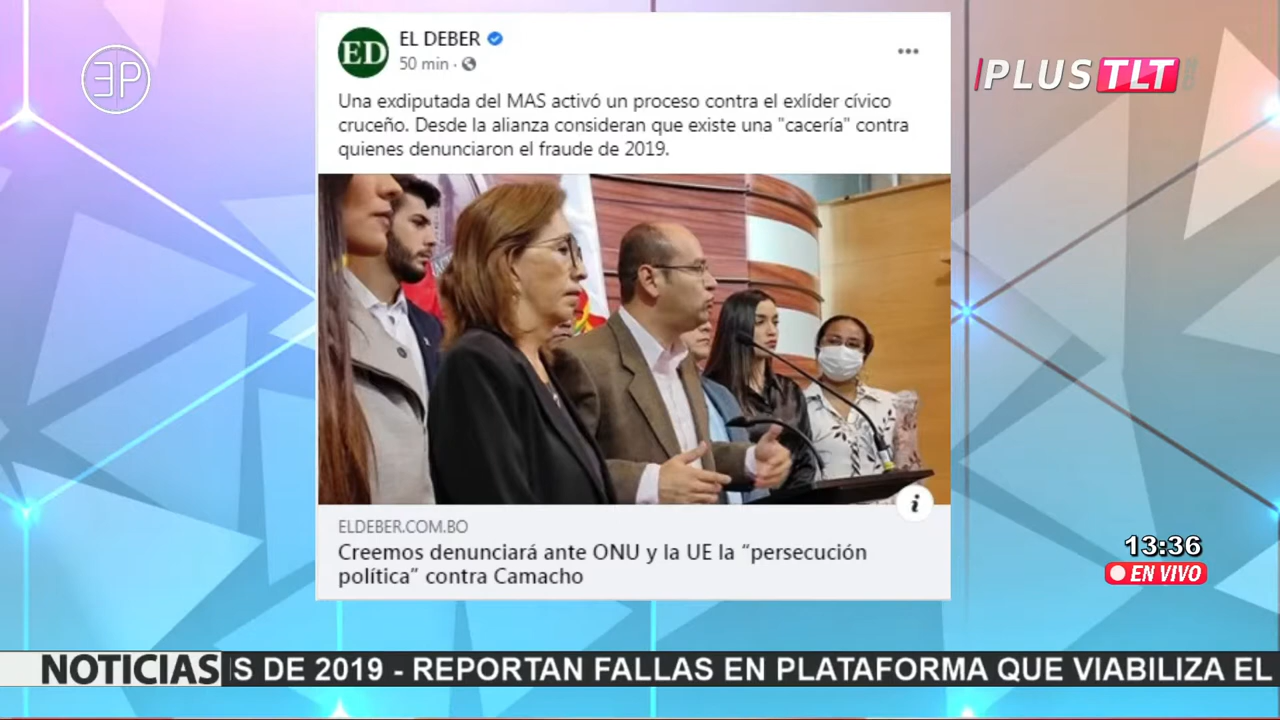 EP
ED
EL DEBER
50 min ·
Una exdiputada del MAS activó un proceso contra el exlíder cívico
cruceño. Desde la alianza consideran que existe una "cacería" contra
quienes denunciaron el fraude de 2019.
PLUS TLT
ELDEBER.COM.BO
Creemos denunciará ante ONU y la UE la “persecución
política” contra Camacho
13:36
EN VIVO
NOTICIAS
S DE 2019 - REPORTAN FALLAS EN PLATAFORMA QUE VIABILIZA EL